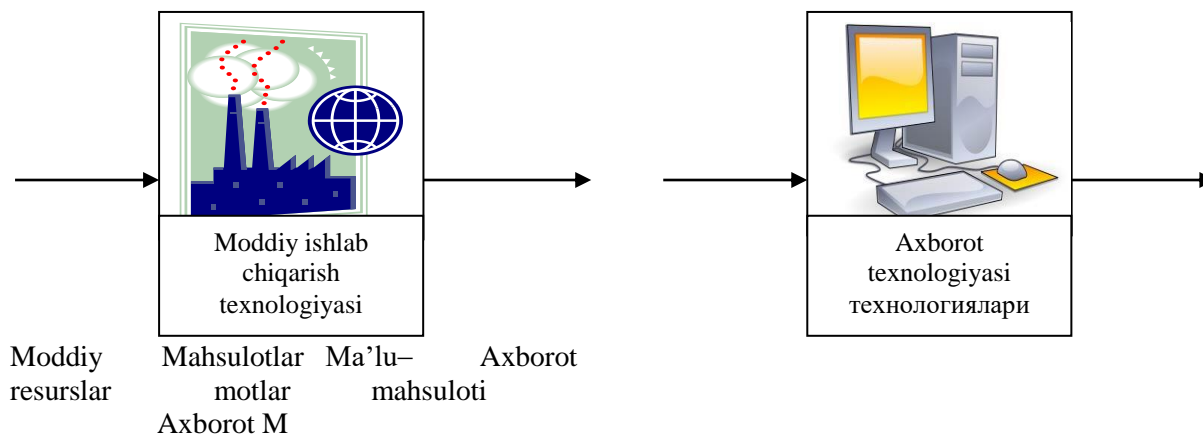 Moddiy ishlab
chiqarish
texnologiyasi
Axborot
texnologiyasi
технологиялари
Moddiy Mahsulotlar Ma’lu– Axborot
resurslar motlar mahsuloti
Axborot M